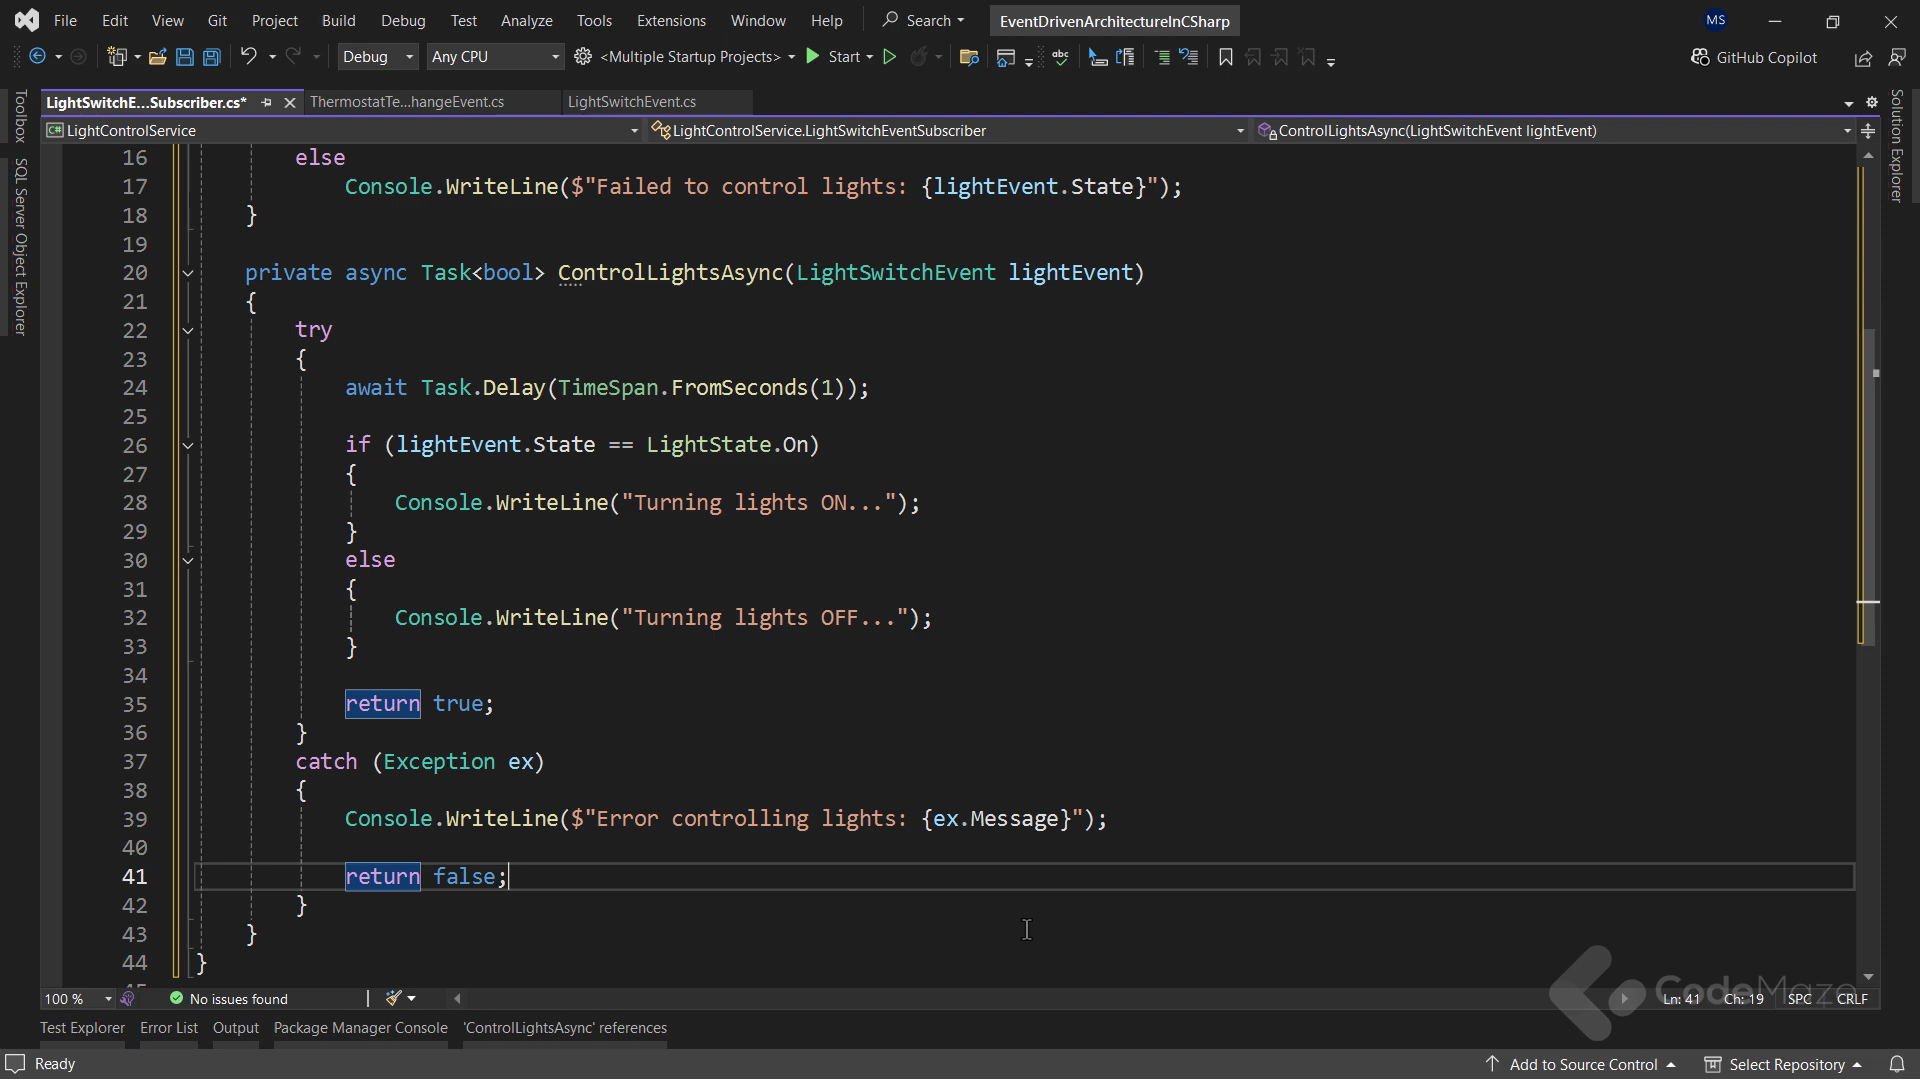 File Edit View Git Project Build Debug Test Analyze Tools Extensions Window Help Search EventDrivenArchitectureInCSharp MS
Debug Any CPU <Multiple Startup Projects> Start abc GitHub Copilot
Toolbox
SQL Server Object Explorer
Solution Explorer
LightSwitchE...Subscriber.cs* ThermostatTe...hangeEvent.cs LightSwitchEvent.cs
C# LightControlService LightControlService.LightSwitchEventSubscriber ControlLightsAsync(LightSwitchEvent lightEvent)
16 else
17 Console.WriteLine($"Failed to control lights: {lightEvent.State}");
18 }
19
20 private async Task<bool> ControlLightsAsync(LightSwitchEvent lightEvent)
21 {
22 try
23 {
24 await Task.Delay(TimeSpan.FromSeconds(1));
25
26 if (lightEvent.State == LightState.On)
27 {
28 Console.WriteLine("Turning lights ON...");
29 }
30 else
31 {
32 Console.WriteLine("Turning lights OFF...");
33 }
34
35 return true;
36 }
37 catch (Exception ex)
38 {
39 Console.WriteLine($"Error controlling lights: {ex.Message}");
40
41 return false;
42 }
43 }
44 }
100 % No issues found Ln: 41 Ch: 19 SPC CRLF
CodeMaze
Test Explorer Error List Output Package Manager Console 'ControlLightsAsync' references
Ready Add to Source Control Select Repository